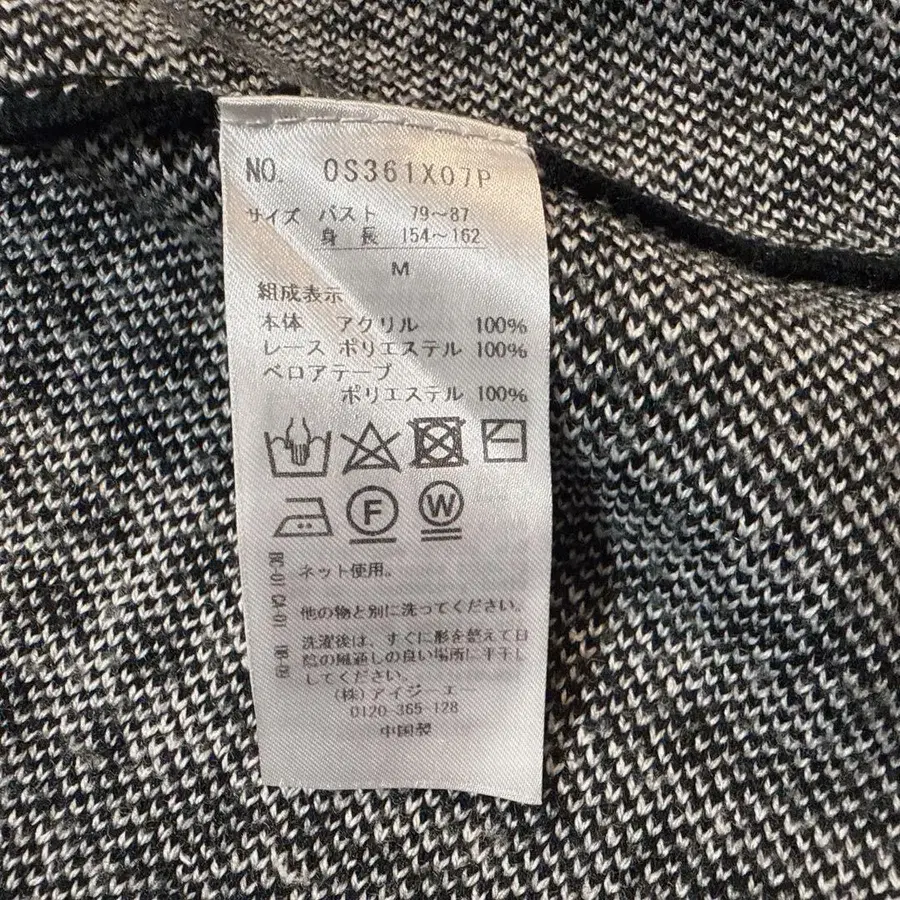 NO. 0S361X07P
サイズ バスト 79～87
身長 154～162
M
組成表示
本体 アクリル 100%
レース ポリエステル 100%
ベロアテープ
ポリエステル 100%
F
W
ネット使用。
他の物と別に洗ってください。
洗濯後は、すぐに形を整えて日
陰の風通しの良い場所に平干し
してください。
(株)アイジーエー
0120-365-128
中国製